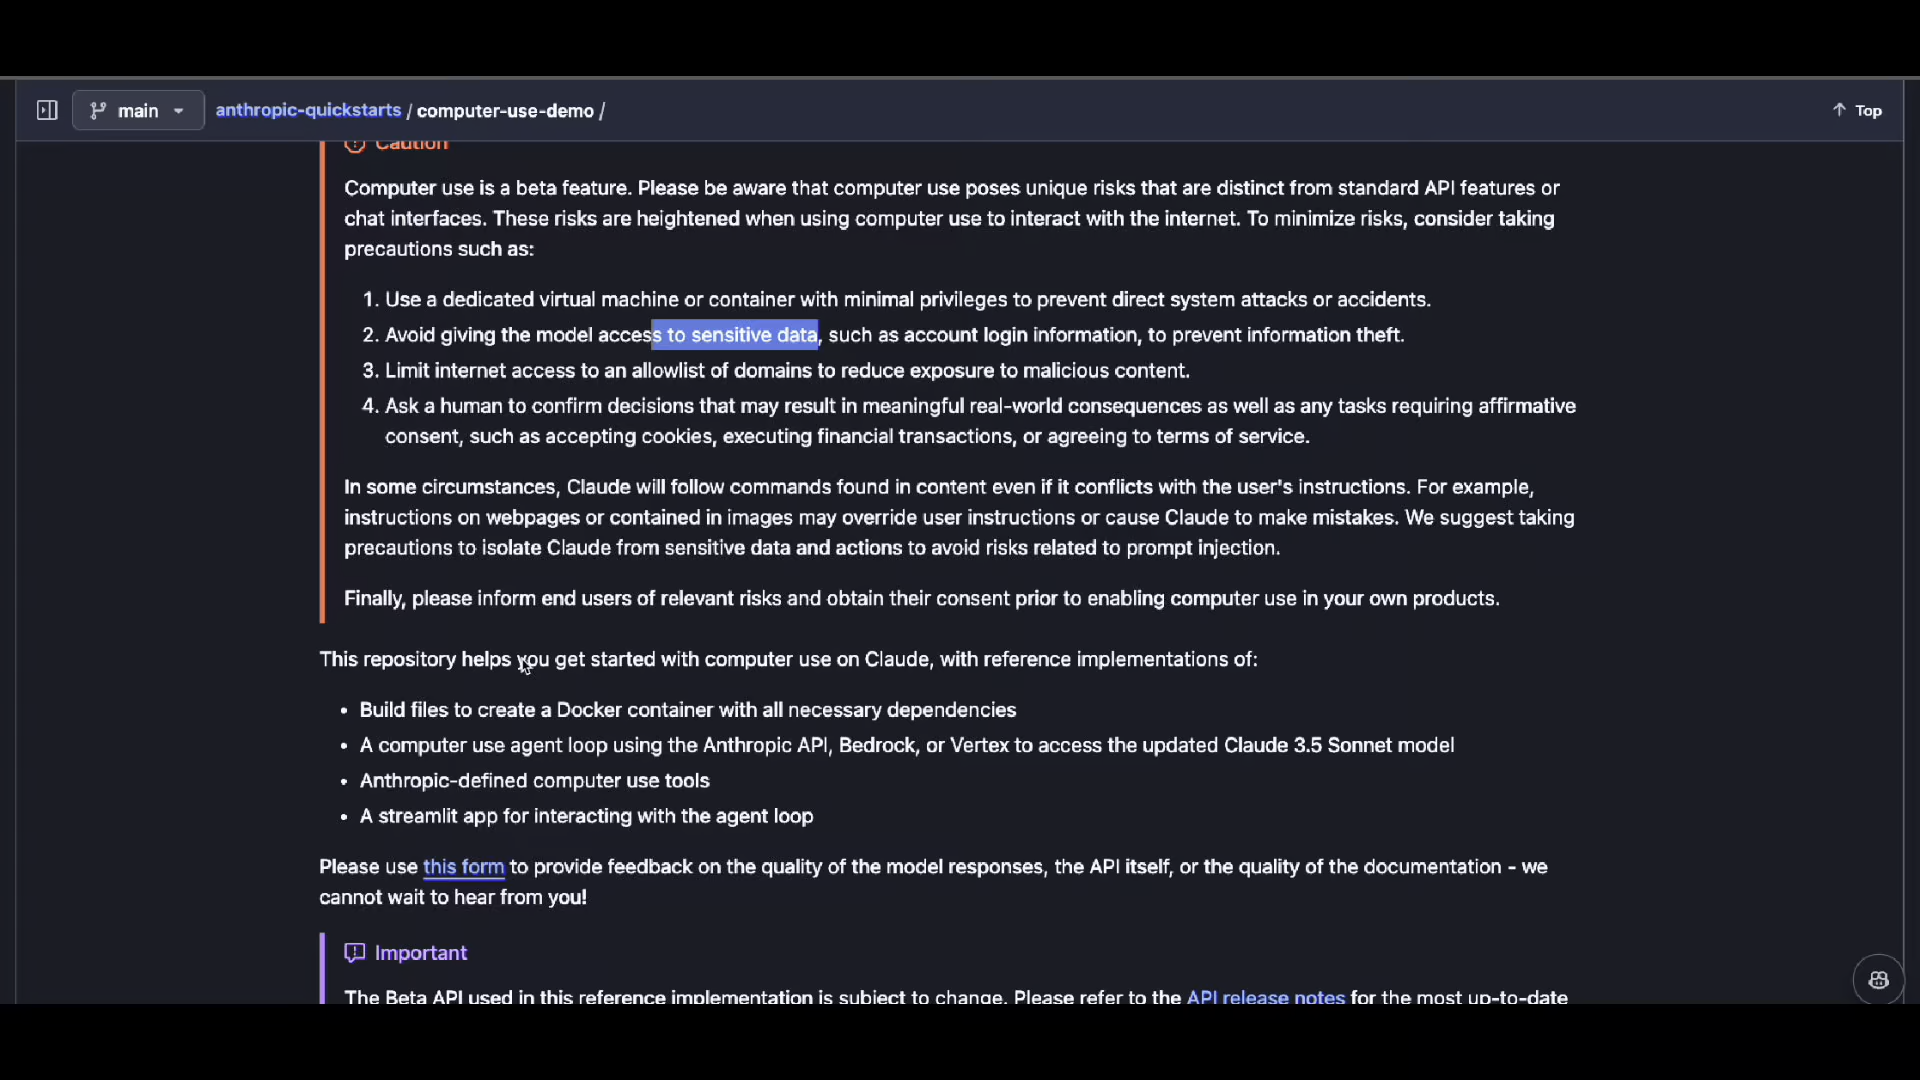 main
anthropic-quickstarts / computer-use-demo /
Top
Caution
Computer use is a beta feature. Please be aware that computer use poses unique risks that are distinct from standard API features or
chat interfaces. These risks are heightened when using computer use to interact with the internet. To minimize risks, consider taking
precautions such as:
1. Use a dedicated virtual machine or container with minimal privileges to prevent direct system attacks or accidents.
2. Avoid giving the model access to sensitive data, such as account login information, to prevent information theft.
3. Limit internet access to an allowlist of domains to reduce exposure to malicious content.
4. Ask a human to confirm decisions that may result in meaningful real-world consequences as well as any tasks requiring affirmative
consent, such as accepting cookies, executing financial transactions, or agreeing to terms of service.
In some circumstances, Claude will follow commands found in content even if it conflicts with the user's instructions. For example,
instructions on webpages or contained in images may override user instructions or cause Claude to make mistakes. We suggest taking
precautions to isolate Claude from sensitive data and actions to avoid risks related to prompt injection.
Finally, please inform end users of relevant risks and obtain their consent prior to enabling computer use in your own products.
This repository helps you get started with computer use on Claude, with reference implementations of:
• Build files to create a Docker container with all necessary dependencies
• A computer use agent loop using the Anthropic API, Bedrock, or Vertex to access the updated Claude 3.5 Sonnet model
• Anthropic-defined computer use tools
• A streamlit app for interacting with the agent loop
Please use this form to provide feedback on the quality of the model responses, the API itself, or the quality of the documentation - we
cannot wait to hear from you!
Important
The Beta API used in this reference implementation is subject to change. Please refer to the API release notes for the most up-to-date